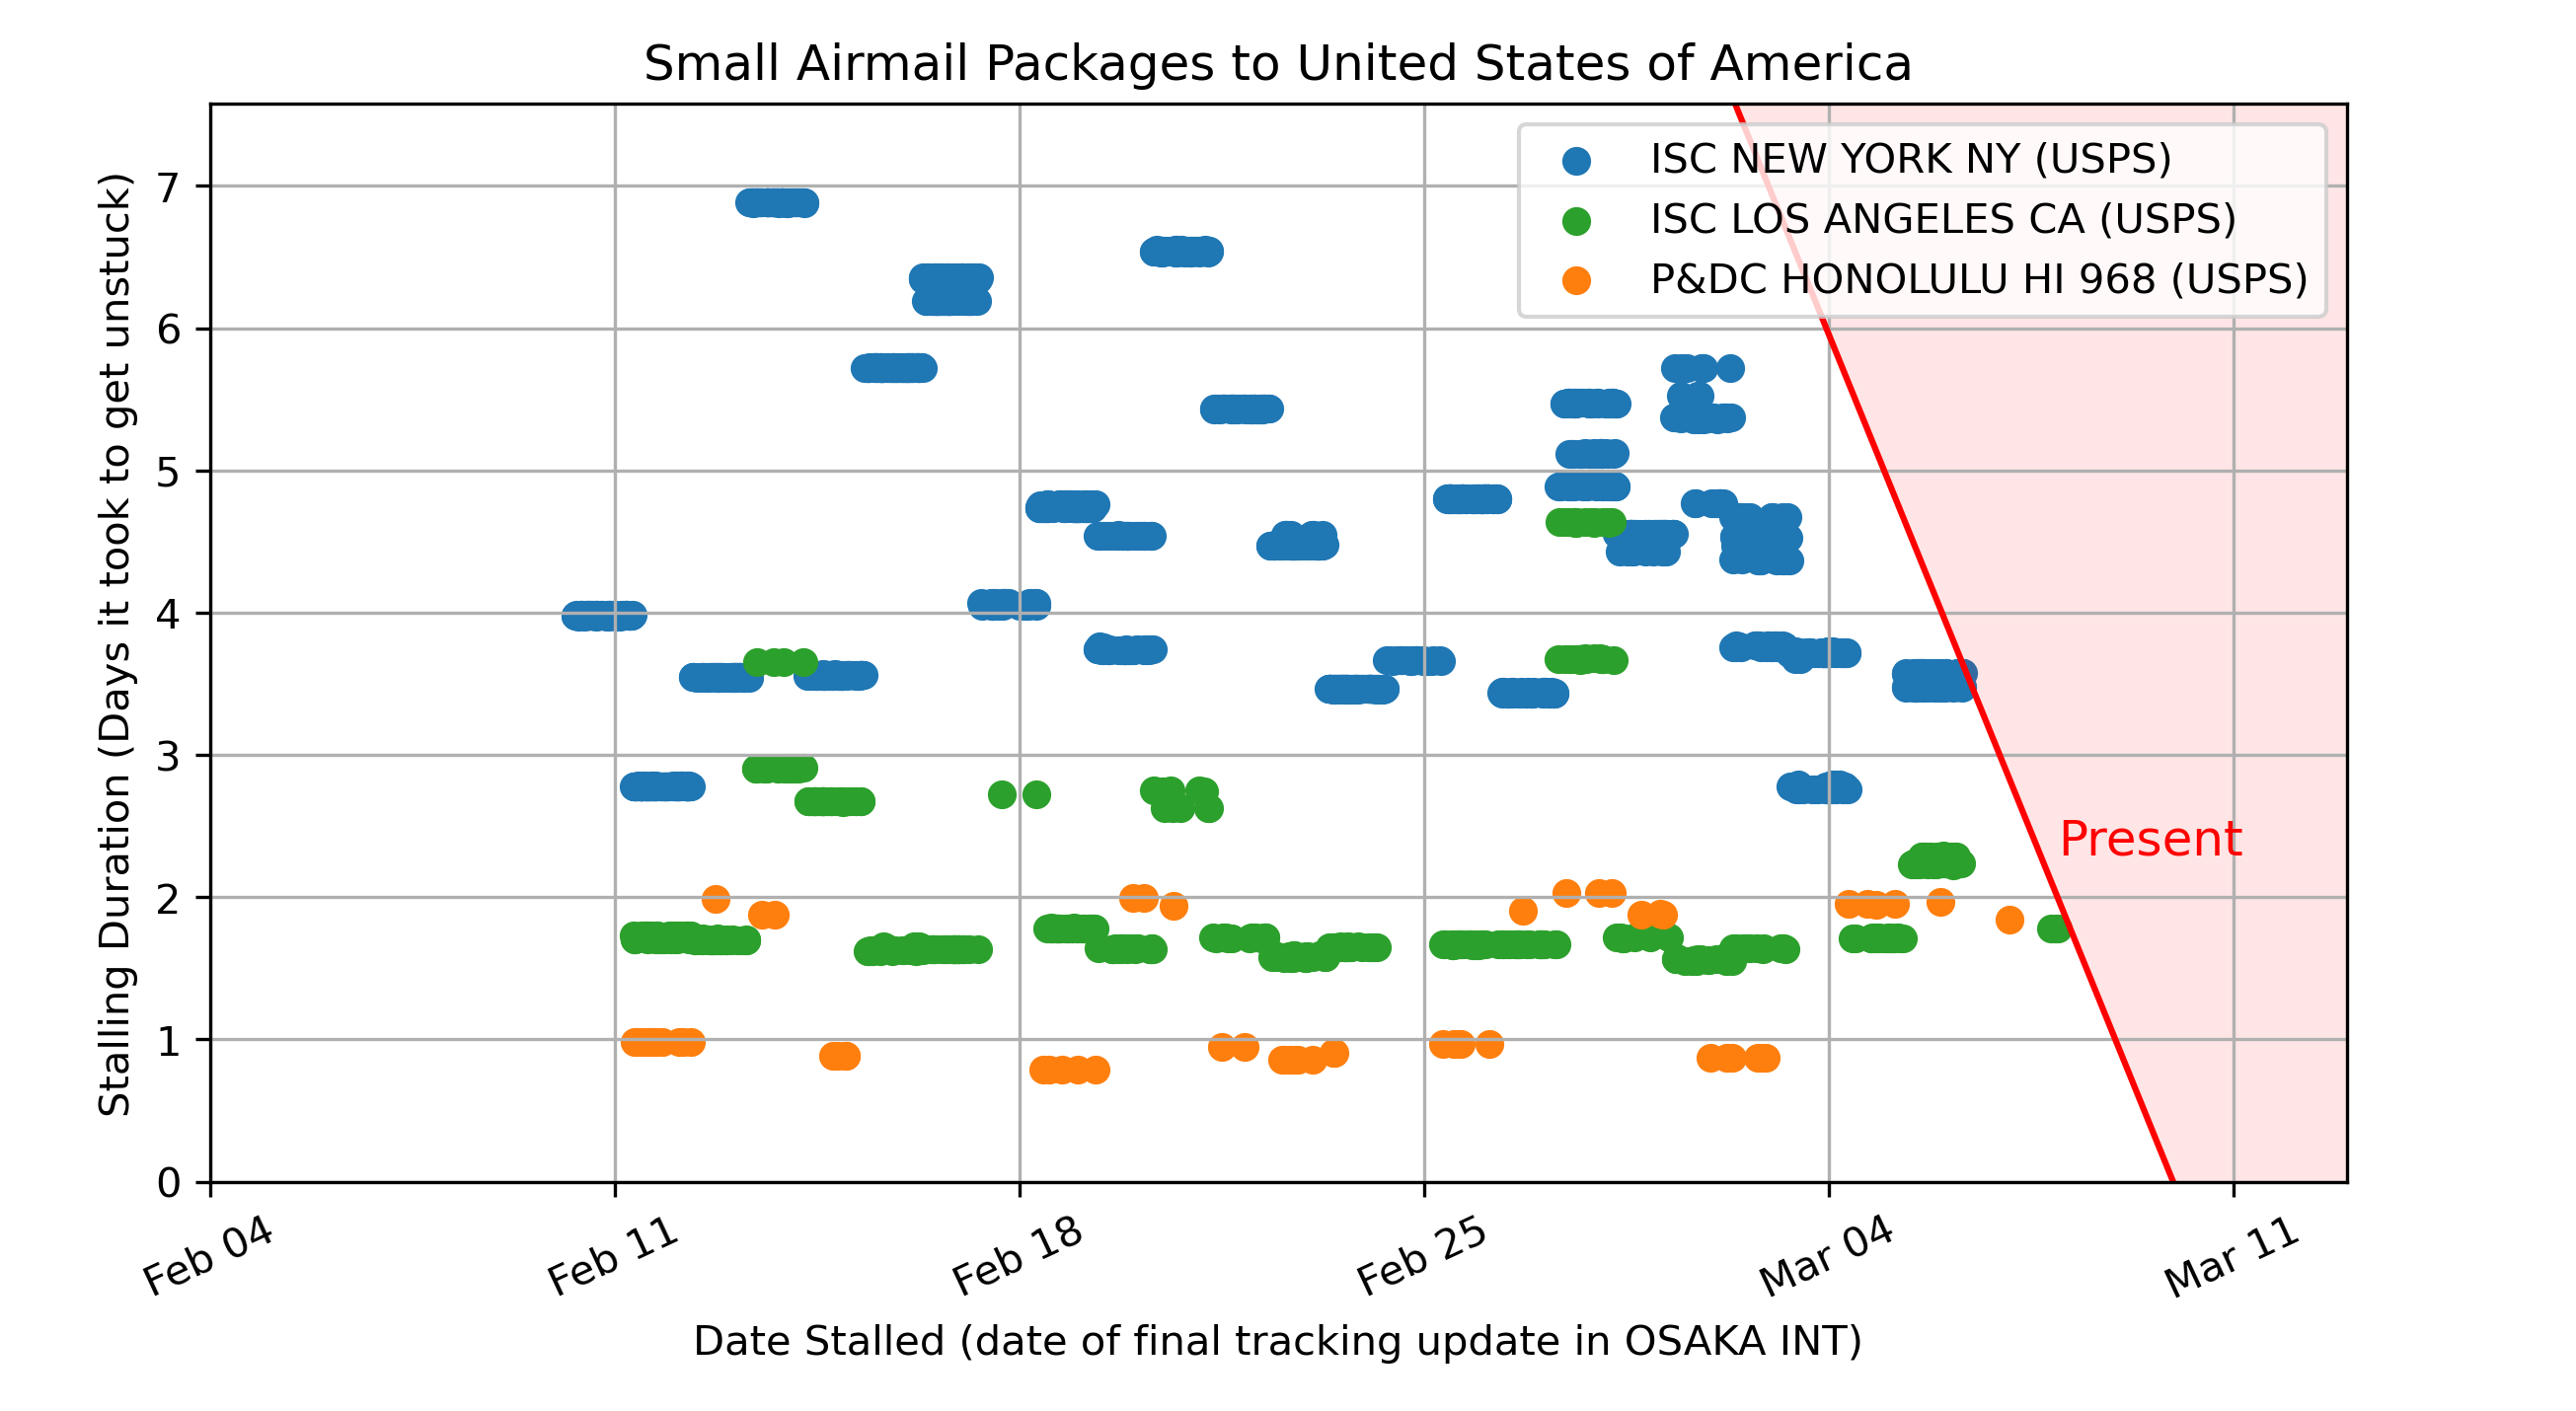 Small Airmail Packages to United States of America
ISC NEW YORK NY (USPS)
ISC LOS ANGELES CA (USPS)
P&DC HONOLULU HI 968 (USPS)
Stalling Duration (Days it took to get unstuck)
7
6
5
4
3
2
1
0
Present
Feb 04
Feb 11
Feb 18
Feb 25
Mar 04
Mar 11
Date Stalled (date of final tracking update in OSAKA INT)